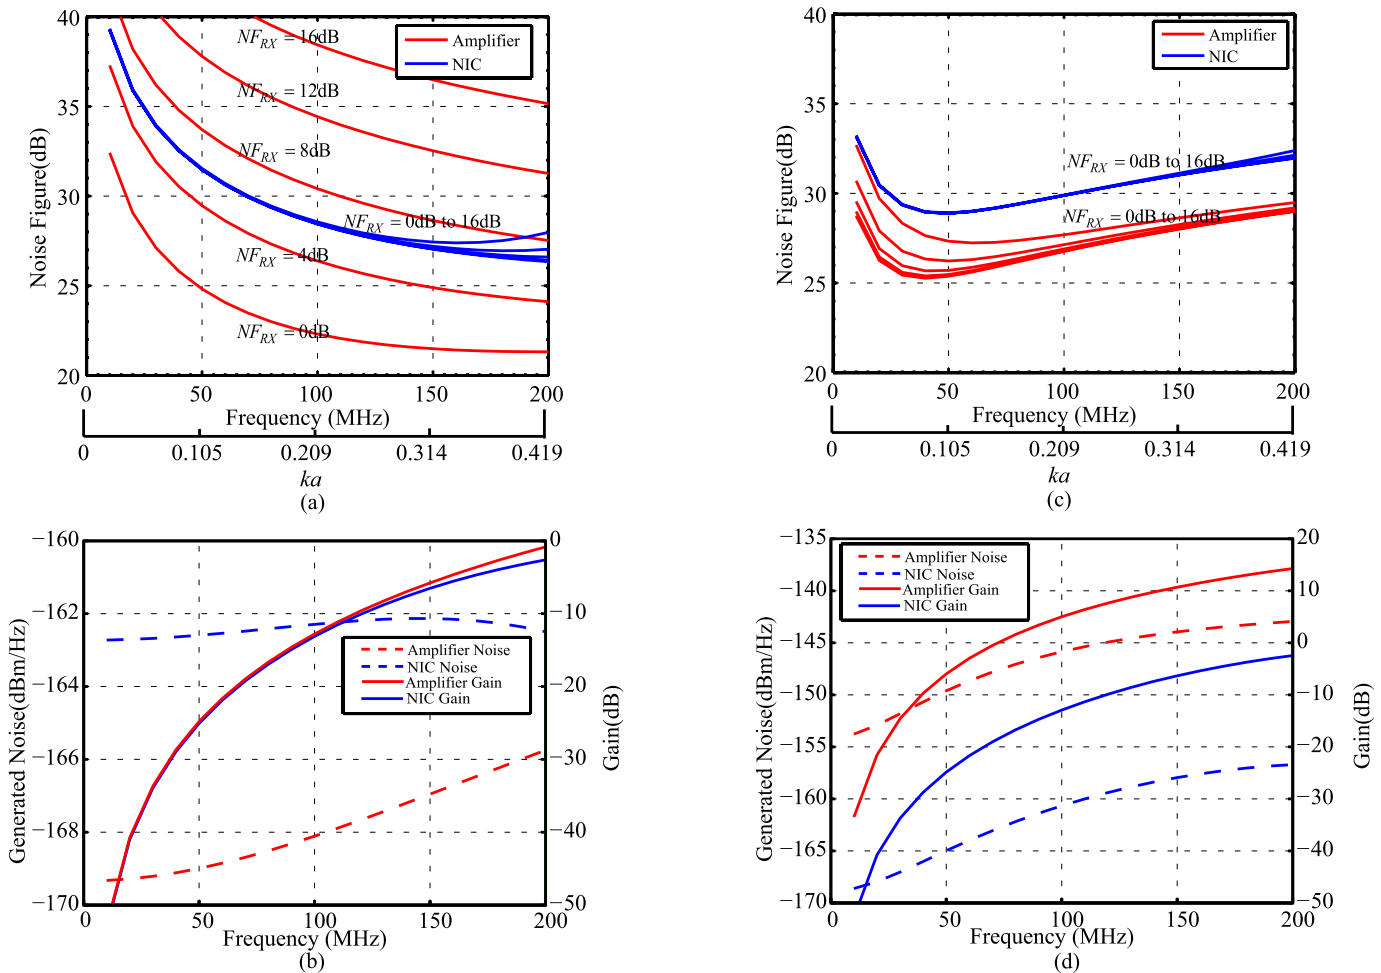 40
35
30
25
20
Noise Figure(dB)
NF_RX = 16dB
NF_RX = 12dB
NF_RX = 8dB
NF_RX = 0dB to 16dB
NF_RX = 4dB
NF_RX = 0dB
Amplifier
NIC
0 50 100 150 200
Frequency (MHz)
0 0.105 0.209 0.314 0.419
ka
(a)
40
35
30
25
20
Noise Figure(dB)
Amplifier
NIC
NF_RX = 0dB to 16dB
NF_RX = 0dB to 16dB
0 50 100 150 200
Frequency (MHz)
0 0.105 0.209 0.314 0.419
ka
(c)
−160
−162
−164
−166
−168
−170
Generated Noise(dBm/Hz)
Amplifier Noise
NIC Noise
Amplifier Gain
NIC Gain
0
−10
−20
−30
−40
−50
Gain(dB)
0 50 100 150 200
Frequency (MHz)
(b)
−135
−140
−145
−150
−155
−160
−165
−170
Generated Noise(dBm/Hz)
Amplifier Noise
NIC Noise
Amplifier Gain
NIC Gain
20
10
0
−10
−20
−30
−40
−50
Gain(dB)
0 50 100 150 200
Frequency (MHz)
(d)